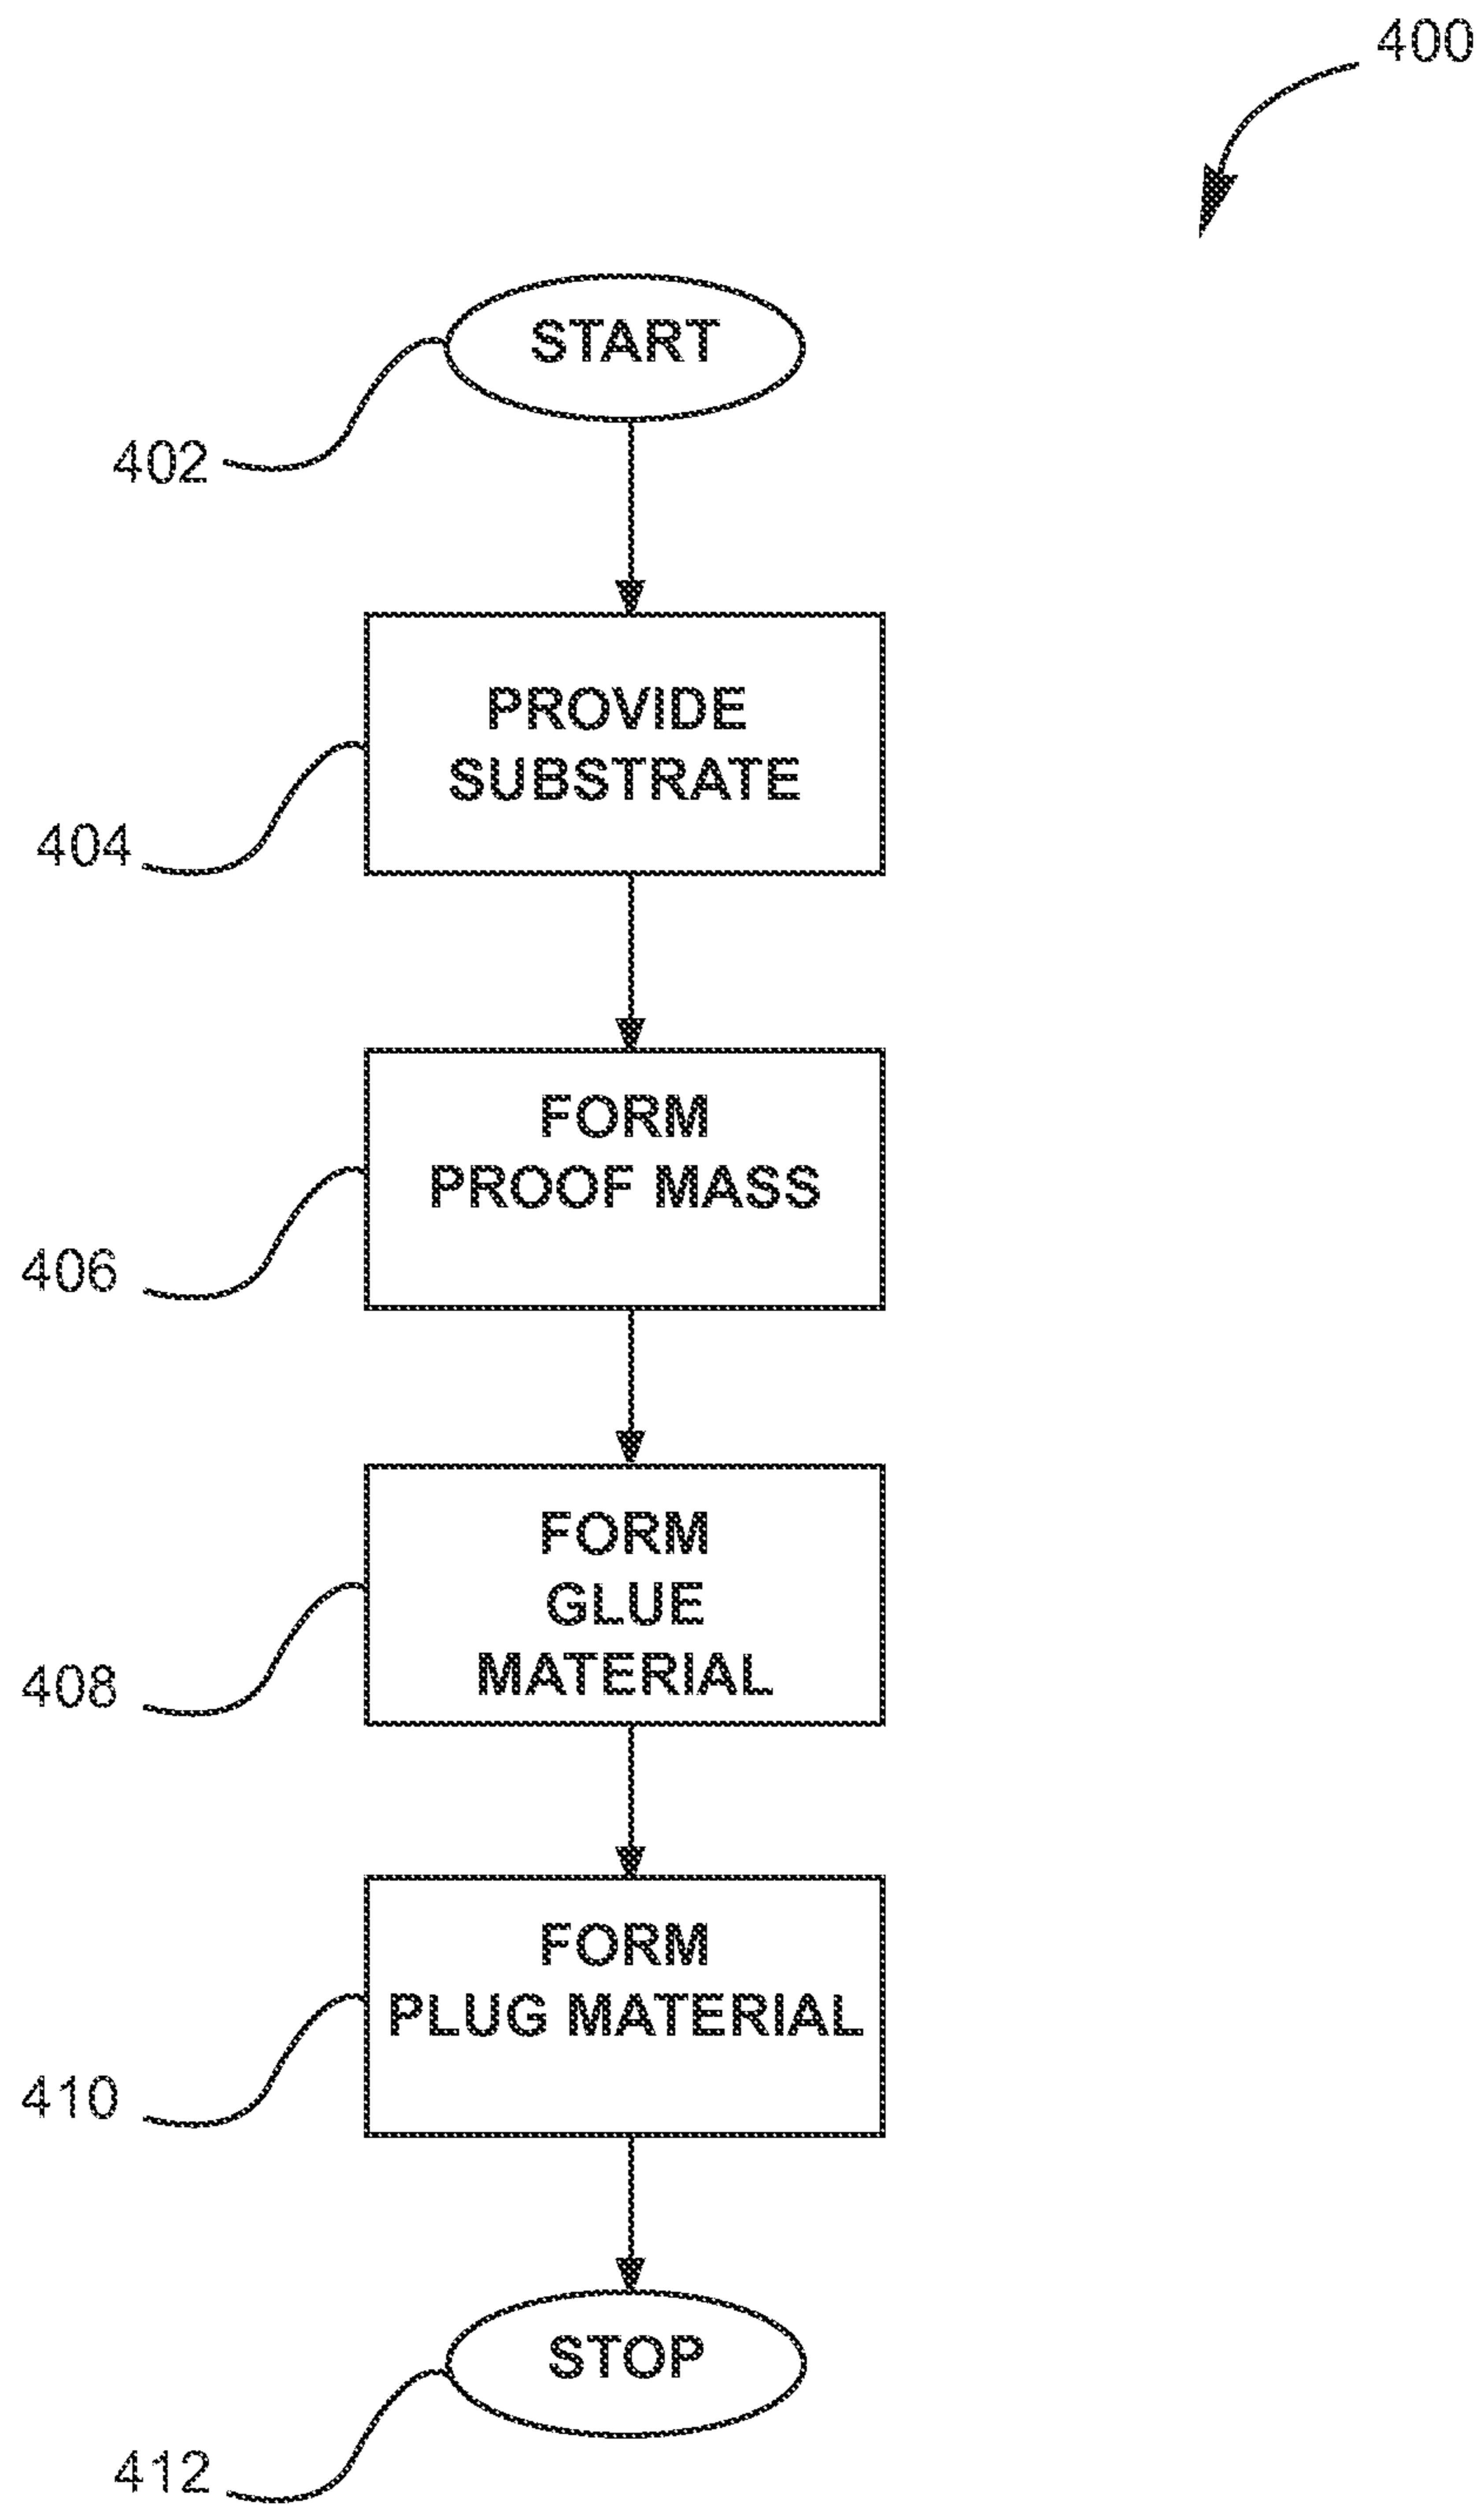 400
START
402
PROVIDE
SUBSTRATE
404
FORM
PROOF MASS
406
FORM
GLUE
MATERIAL
408
FORM
PLUG MATERIAL
410
STOP
412